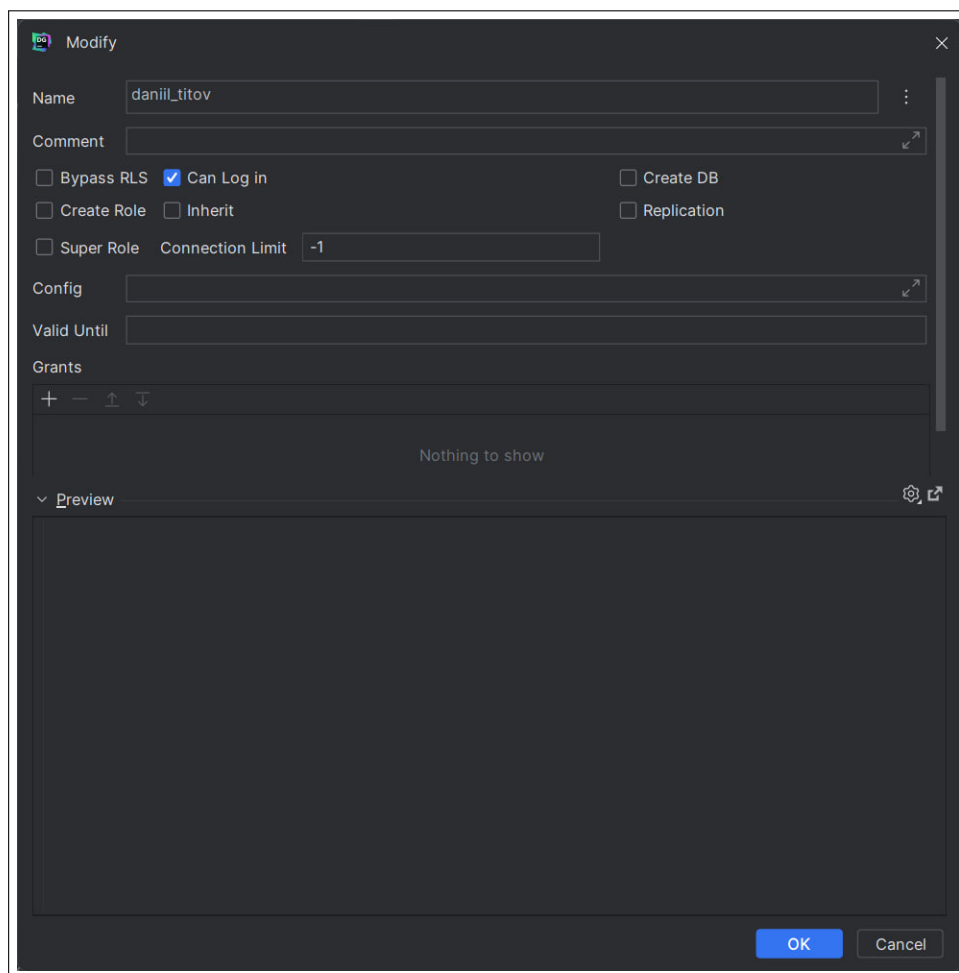 DG Modify
Name daniil_titov
Comment
Bypass RLS Can Log in Create DB
Create Role Inherit Replication
Super Role Connection Limit -1
Config
Valid Until
Grants
Nothing to show
Preview
OK Cancel